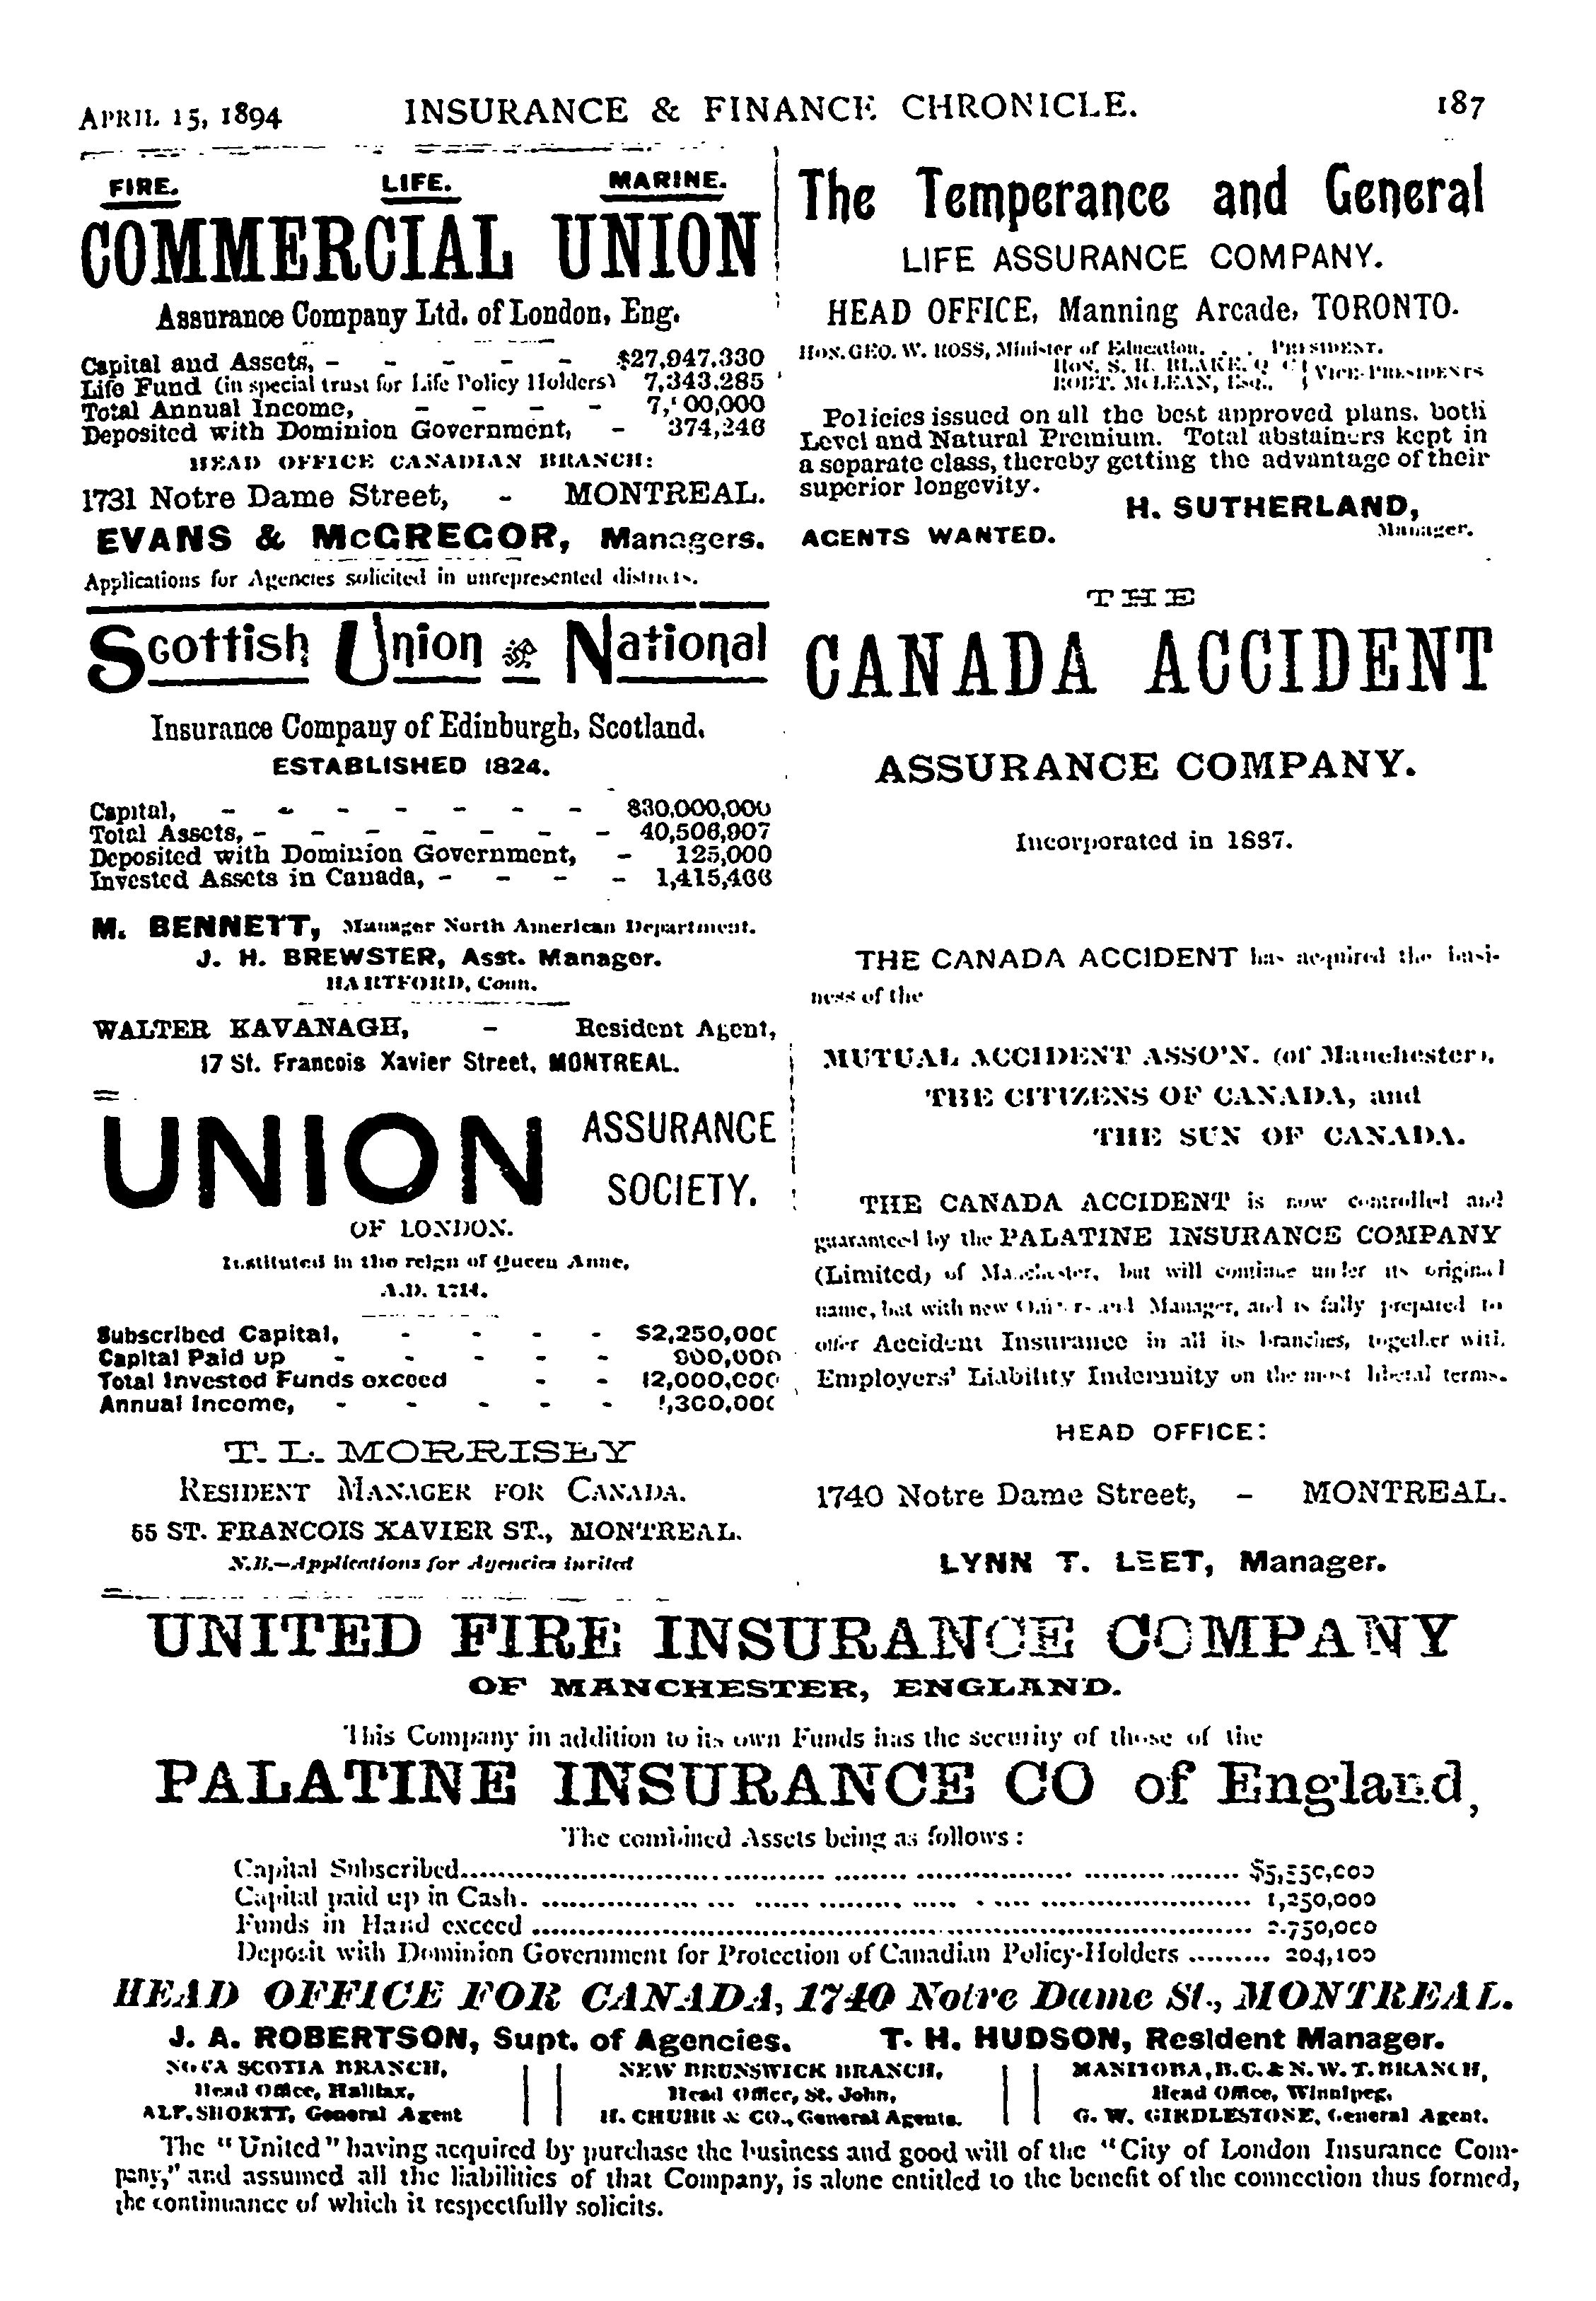 APRIL 15, 1894 INSURANCE & FINANCE CHRONICLE. 187
FIRE. LIFE. MARINE.
COMMERCIAL UNION
Assurance Company Ltd. of London, Eng.
Capital and Assets, - - - - - $27,947,330
Life Fund (in special trust for Life Policy Holders) 7,343,285
Total Annual Income, - - - -
Deposited with Dominion Government, - 374,246
HEAD OFFICE CANADIAN BRANCH:
1731 Notre Dame Street, - MONTREAL.
EVANS & McGREGOR, Managers.
Applications for Agencies solicited in unrepresented districts.
Scottish Union & National
Insurance Company of Edinburgh, Scotland.
ESTABLISHED 1824.
Capital, - - - - - - - $30,000,000
Total Assets, - - - - - - - 40,506,907
Deposited with Dominion Government, - 125,000
Invested Assets in Canada, - - - - 1,415,466
M. BENNETT, Manager North American Department.
J. H. BREWSTER, Asst. Manager.
HARTFORD, Conn.
WALTER KAVANAGH, - Resident Agent,
17 St. Francois Xavier Street, MONTREAL.
UNION ASSURANCE
SOCIETY.
OF LONDON.
Instituted in the reign of Queen Anne,
A.D. 1714.
Subscribed Capital, - - - - $2,250,000
Capital Paid up - - - - - 900,000
Total Invested Funds exceed - - 12,000,000
Annual Income, - - - - -
T. L. MORRISEY
RESIDENT MANAGER FOR CANADA.
55 ST. FRANCOIS XAVIER ST., MONTREAL.
N.B.—Applications for Agencies invited
The Temperance and General
LIFE ASSURANCE COMPANY.
HEAD OFFICE, Manning Arcade, TORONTO.
HON. GEO. W. ROSS, Minister of Education. . . PRESIDENT.
HON. S. H. BLAKE, Q C
ROBT. McLEAN, Esq., } VICE-PRESIDENTS
Policies issued on all the best approved plans, both
Level and Natural Premium. Total abstainers kept in
a separate class, thereby getting the advantage of their
superior longevity.
H. SUTHERLAND,
AGENTS WANTED. Manager.
THE
CANADA ACCIDENT
ASSURANCE COMPANY.
Incorporated in 1887.
THE CANADA ACCIDENT has acquired the busi-
ness of the
MUTUAL ACCIDENT ASSO'N. (of Manchester),
THE CITIZENS OF CANADA, and
THE SUN OF CANADA.
THE CANADA ACCIDENT is now controlled and
guaranteed by the PALATINE INSURANCE COMPANY
(Limited) of Manchester, but will continue under its original
name, but with new Officers and Manager, and is fully prepared to
offer Accident Insurance in all its branches, together with
Employers' Liability Indemnity on the most liberal terms.
HEAD OFFICE:
1740 Notre Dame Street, - MONTREAL.
LYNN T. LEET, Manager.
UNITED FIRE INSURANCE COMPANY
OF MANCHESTER, ENGLAND.
This Company in addition to its own Funds has the security of those of the
PALATINE INSURANCE CO of England,
The combined Assets being as follows:
Capital Subscribed.......... $5,550,000
Capital paid up in Cash. .......... 1,250,000
Funds in Hand exceed .......... 2,750,000
Deposit with Dominion Government for Protection of Canadian Policy-Holders ......... 204,100
HEAD OFFICE FOR CANADA, 1740 Notre Dame St., MONTREAL.
J. A. ROBERTSON, Supt. of Agencies. T. H. HUDSON, Resident Manager.
NOVA SCOTIA BRANCH,
Head Office, Halifax,
ALF. SHORTT, General Agent
NEW BRUNSWICK BRANCH,
Head Office, St. John,
H. CHUBB & CO., General Agents.
MANITOBA, B.C. & N.W.T. BRANCH,
Head Office, Winnipeg,
G. W. GIRDLESTONE, General Agent.
The "United" having acquired by purchase the business and good will of the "City of London Insurance Com-
pany," and assumed all the liabilities of that Company, is alone entitled to the benefit of the connection thus formed,
the continuance of which it respectfully solicits.